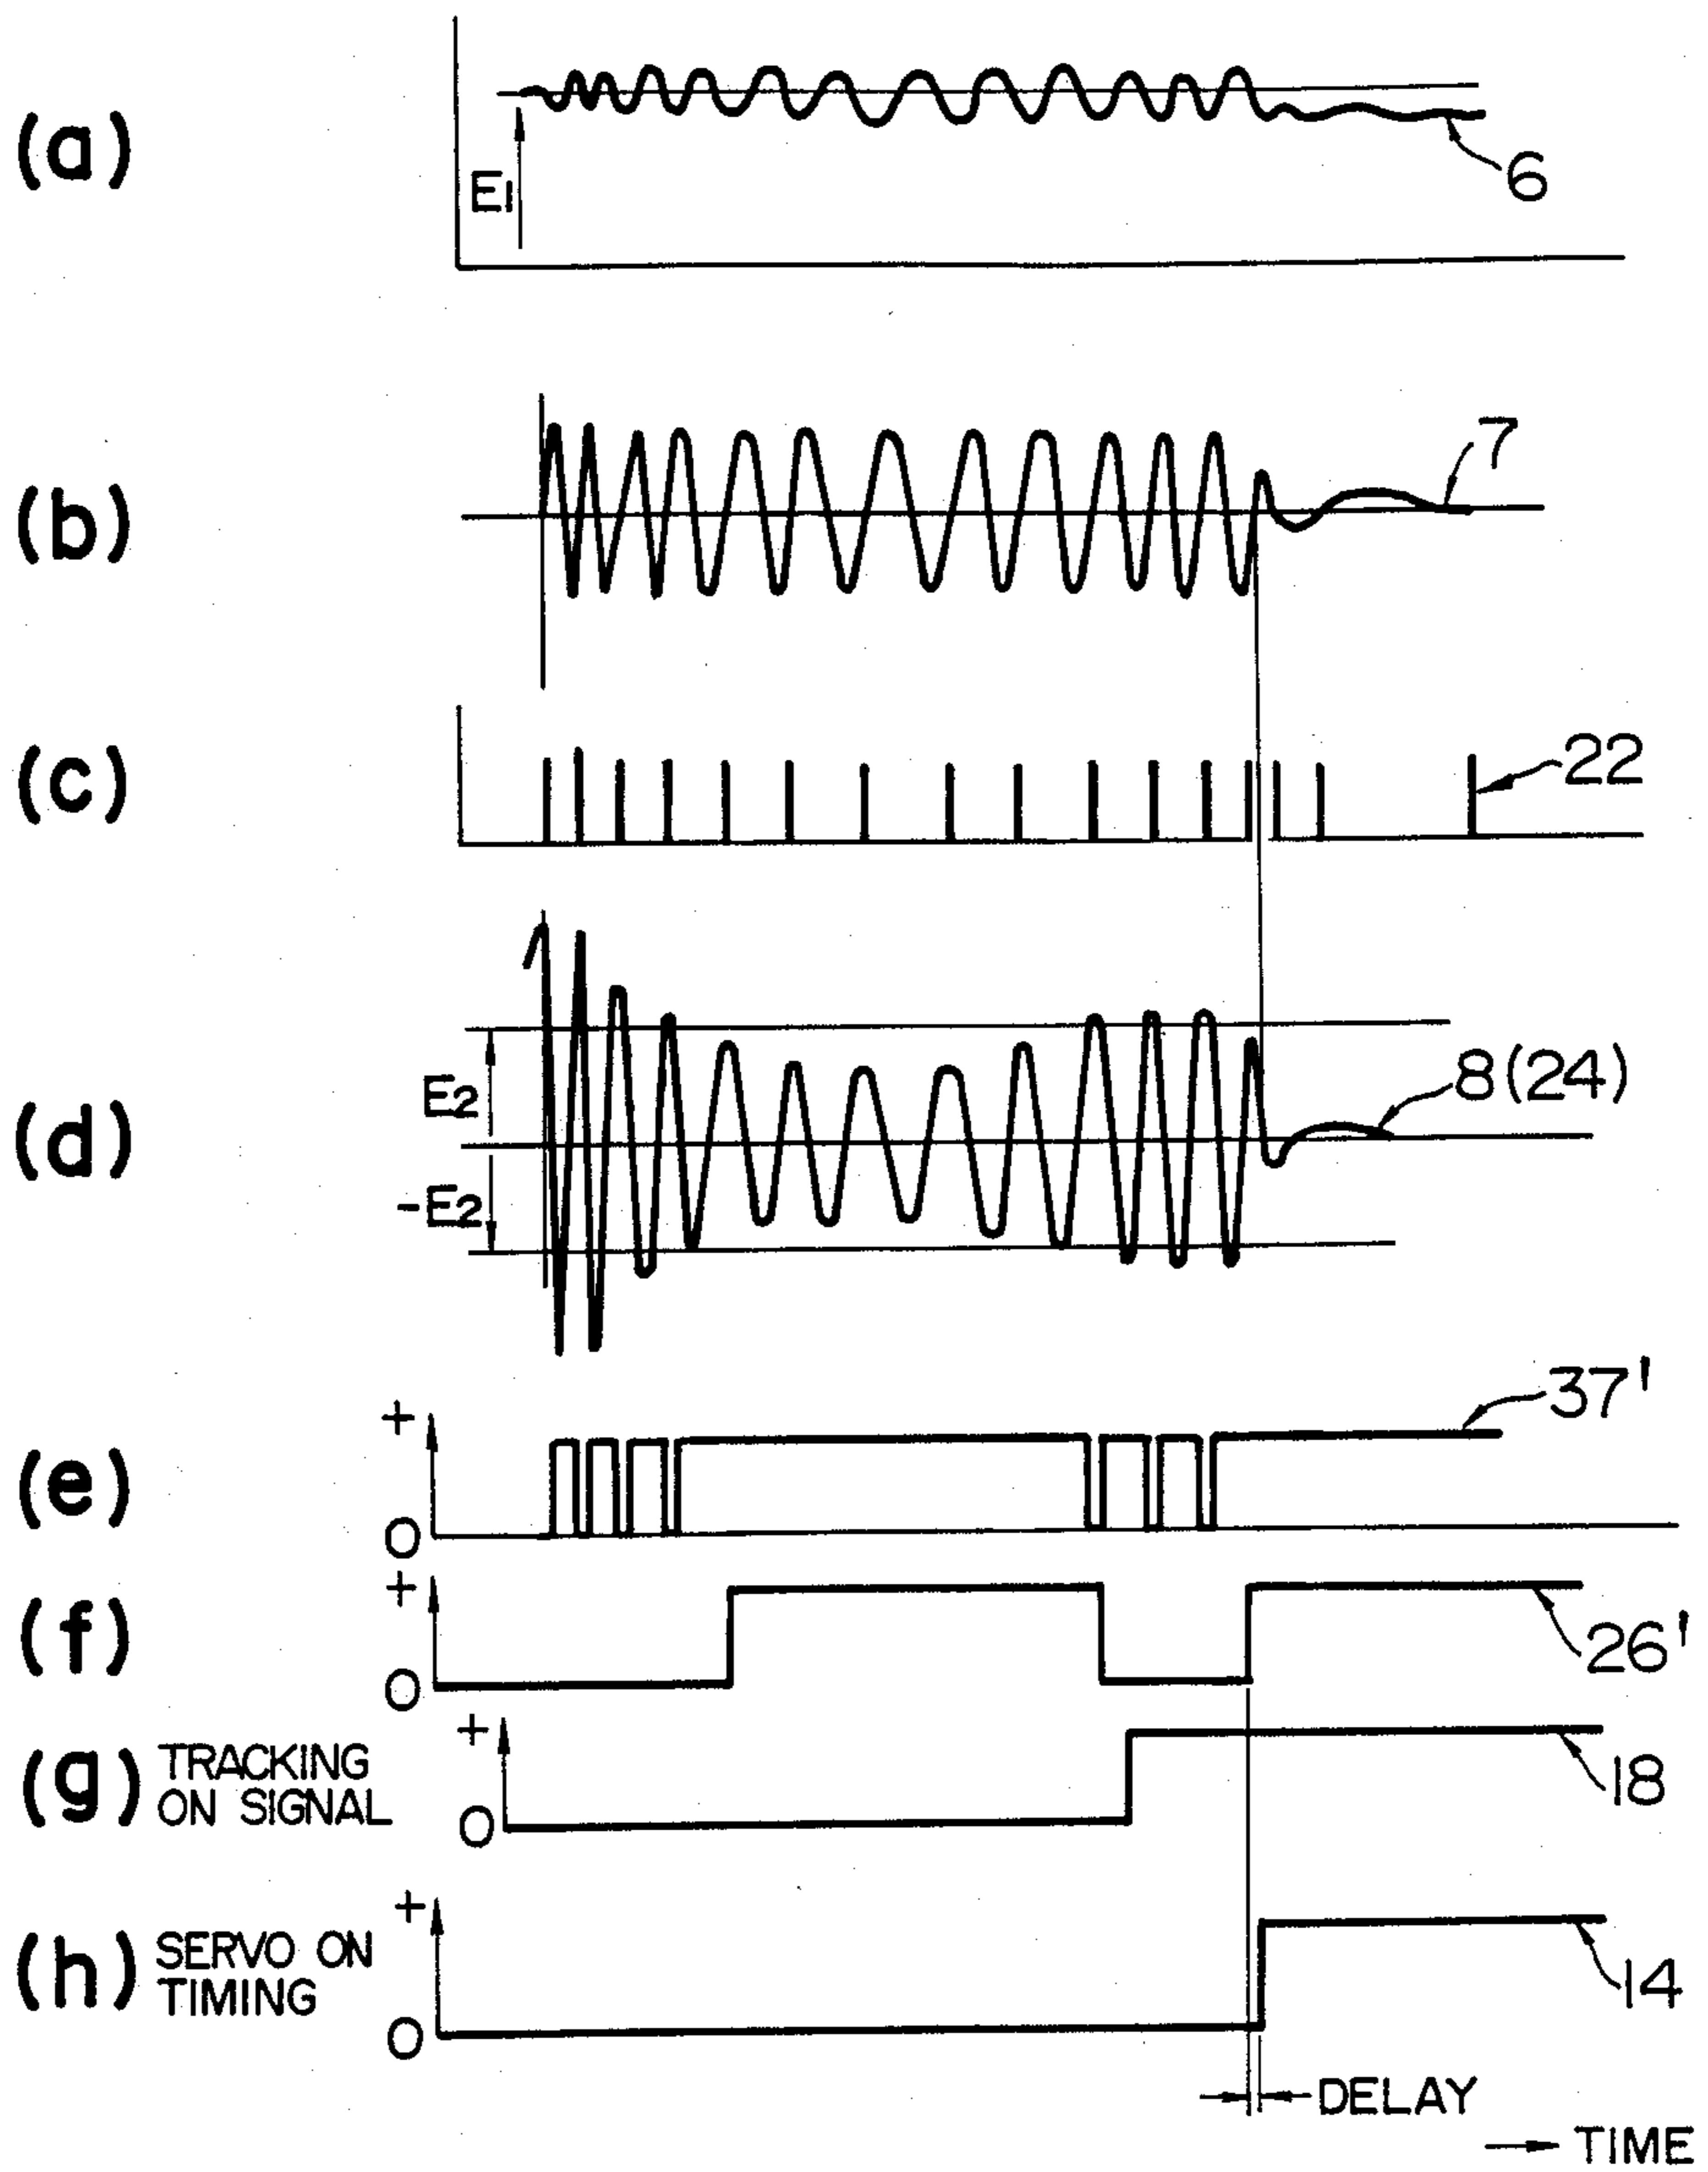 (a)
E1
6
(b)
7
(c)
22
(d)
E2
-E2
8(24)
(e)
+
0
37'
(f)
+
0
26'
(g) TRACKING
ON SIGNAL
+
0
18
(h) SERVO ON
TIMING
+
0
14
DELAY
TIME